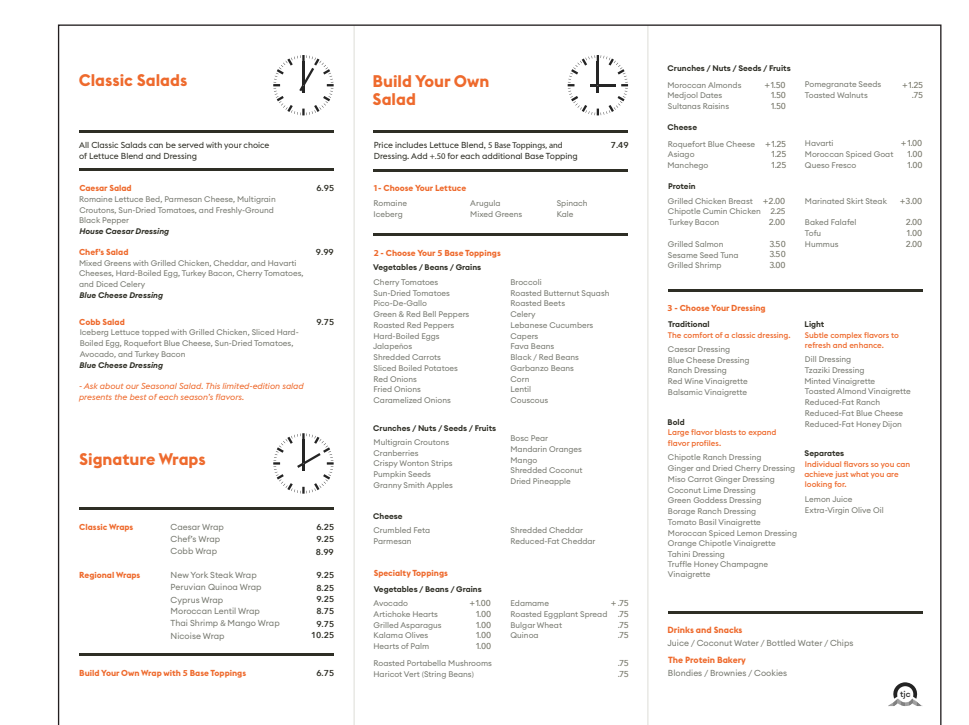 Classic Salads
All Classic Salads can be served with your choice
of Lettuce Blend and Dressing
Caesar Salad 6.95
Romaine Lettuce Bed, Parmesan Cheese, Multigrain
Croutons, Sun-Dried Tomatoes, and Freshly-Ground
Black Pepper
House Caesar Dressing
Chef's Salad 9.99
Mixed Greens with Grilled Chicken, Cheddar, and Havarti
Cheeses, Hard-Boiled Egg, Turkey Bacon, Cherry Tomatoes,
and Diced Celery
Blue Cheese Dressing
Cobb Salad 9.75
Iceberg Lettuce topped with Grilled Chicken, Sliced Hard-
Boiled Egg, Roquefort Blue Cheese, Sun-Dried Tomatoes,
Avocado, and Turkey Bacon
Blue Cheese Dressing
- Ask about our Seasonal Salad. This limited-edition salad
presents the best of each season's flavors.
Signature Wraps
Classic Wraps Caesar Wrap 6.25
Chef's Wrap 9.25
Cobb Wrap 8.99
Regional Wraps New York Steak Wrap 9.25
Peruvian Quinoa Wrap 8.25
Cyprus Wrap 9.25
Moroccan Lentil Wrap 8.75
Thai Shrimp & Mango Wrap 9.75
Nicoise Wrap 10.25
Build Your Own Wrap with 5 Base Toppings 6.75
Build Your Own
Salad
Price includes Lettuce Blend, 5 Base Toppings, and 7.49
Dressing. Add +.50 for each additional Base Topping
1- Choose Your Lettuce
Romaine Arugula Spinach
Iceberg Mixed Greens Kale
2 - Choose Your 5 Base Toppings
Vegetables / Beans / Grains
Cherry Tomatoes Broccoli
Sun-Dried Tomatoes Roasted Butternut Squash
Pico-De-Gallo Roasted Beets
Green & Red Bell Peppers Celery
Roasted Red Peppers Lebanese Cucumbers
Hard-Boiled Eggs Capers
Jalapeños Fava Beans
Shredded Carrots Black / Red Beans
Sliced Boiled Potatoes Garbanzo Beans
Red Onions Corn
Fried Onions Lentil
Caramelized Onions Couscous
Crunches / Nuts / Seeds / Fruits
Multigrain Croutons Bosc Pear
Cranberries Mandarin Oranges
Crispy Wonton Strips Mango
Pumpkin Seeds Shredded Coconut
Granny Smith Apples Dried Pineapple
Cheese
Crumbled Feta Shredded Cheddar
Parmesan Reduced-Fat Cheddar
Specialty Toppings
Vegetables / Beans / Grains
Avocado +1.00 Edamame +.75
Artichoke Hearts 1.00 Roasted Eggplant Spread .75
Grilled Asparagus 1.00 Bulgar Wheat .75
Kalama Olives 1.00 Quinoa .75
Hearts of Palm 1.00
Roasted Portabella Mushrooms .75
Haricot Vert (String Beans) .75
Crunches / Nuts / Seeds / Fruits
Moroccan Almonds +1.50 Pomegranate Seeds +1.25
Medjool Dates 1.50 Toasted Walnuts .75
Sultanas Raisins 1.50
Cheese
Roquefort Blue Cheese +1.25 Havarti +1.00
Asiago 1.25 Moroccan Spiced Goat 1.00
Manchego 1.25 Queso Fresco 1.00
Protein
Grilled Chicken Breast +2.00 Marinated Skirt Steak +3.00
Chipotle Cumin Chicken 2.25
Turkey Bacon 2.00 Baked Falafel 2.00
Tofu 1.00
Grilled Salmon 3.50 Hummus 2.00
Sesame Seed Tuna 3.50
Grilled Shrimp 3.00
3 - Choose Your Dressing
Traditional
The comfort of a classic dressing.
Caesar Dressing
Blue Cheese Dressing
Ranch Dressing
Red Wine Vinaigrette
Balsamic Vinaigrette
Bold
Large flavor blasts to expand
flavor profiles.
Chipotle Ranch Dressing
Ginger and Dried Cherry Dressing
Miso Carrot Ginger Dressing
Coconut Lime Dressing
Green Goddess Dressing
Borage Ranch Dressing
Tomato Basil Vinaigrette
Moroccan Spiced Lemon Dressing
Orange Chipotle Vinaigrette
Tahini Dressing
Truffle Honey Champagne
Vinaigrette
Light
Subtle complex flavors to
refresh and enhance.
Dill Dressing
Tzaziki Dressing
Minted Vinaigrette
Toasted Almond Vinaigrette
Reduced-Fat Ranch
Reduced-Fat Blue Cheese
Reduced-Fat Honey Dijon
Separates
Individual flavors so you can
achieve just what you are
looking for.
Lemon Juice
Extra-Virgin Olive Oil
Drinks and Snacks
Juice / Coconut Water / Bottled Water / Chips
The Protein Bakery
Blondies / Brownies / Cookies
tjc